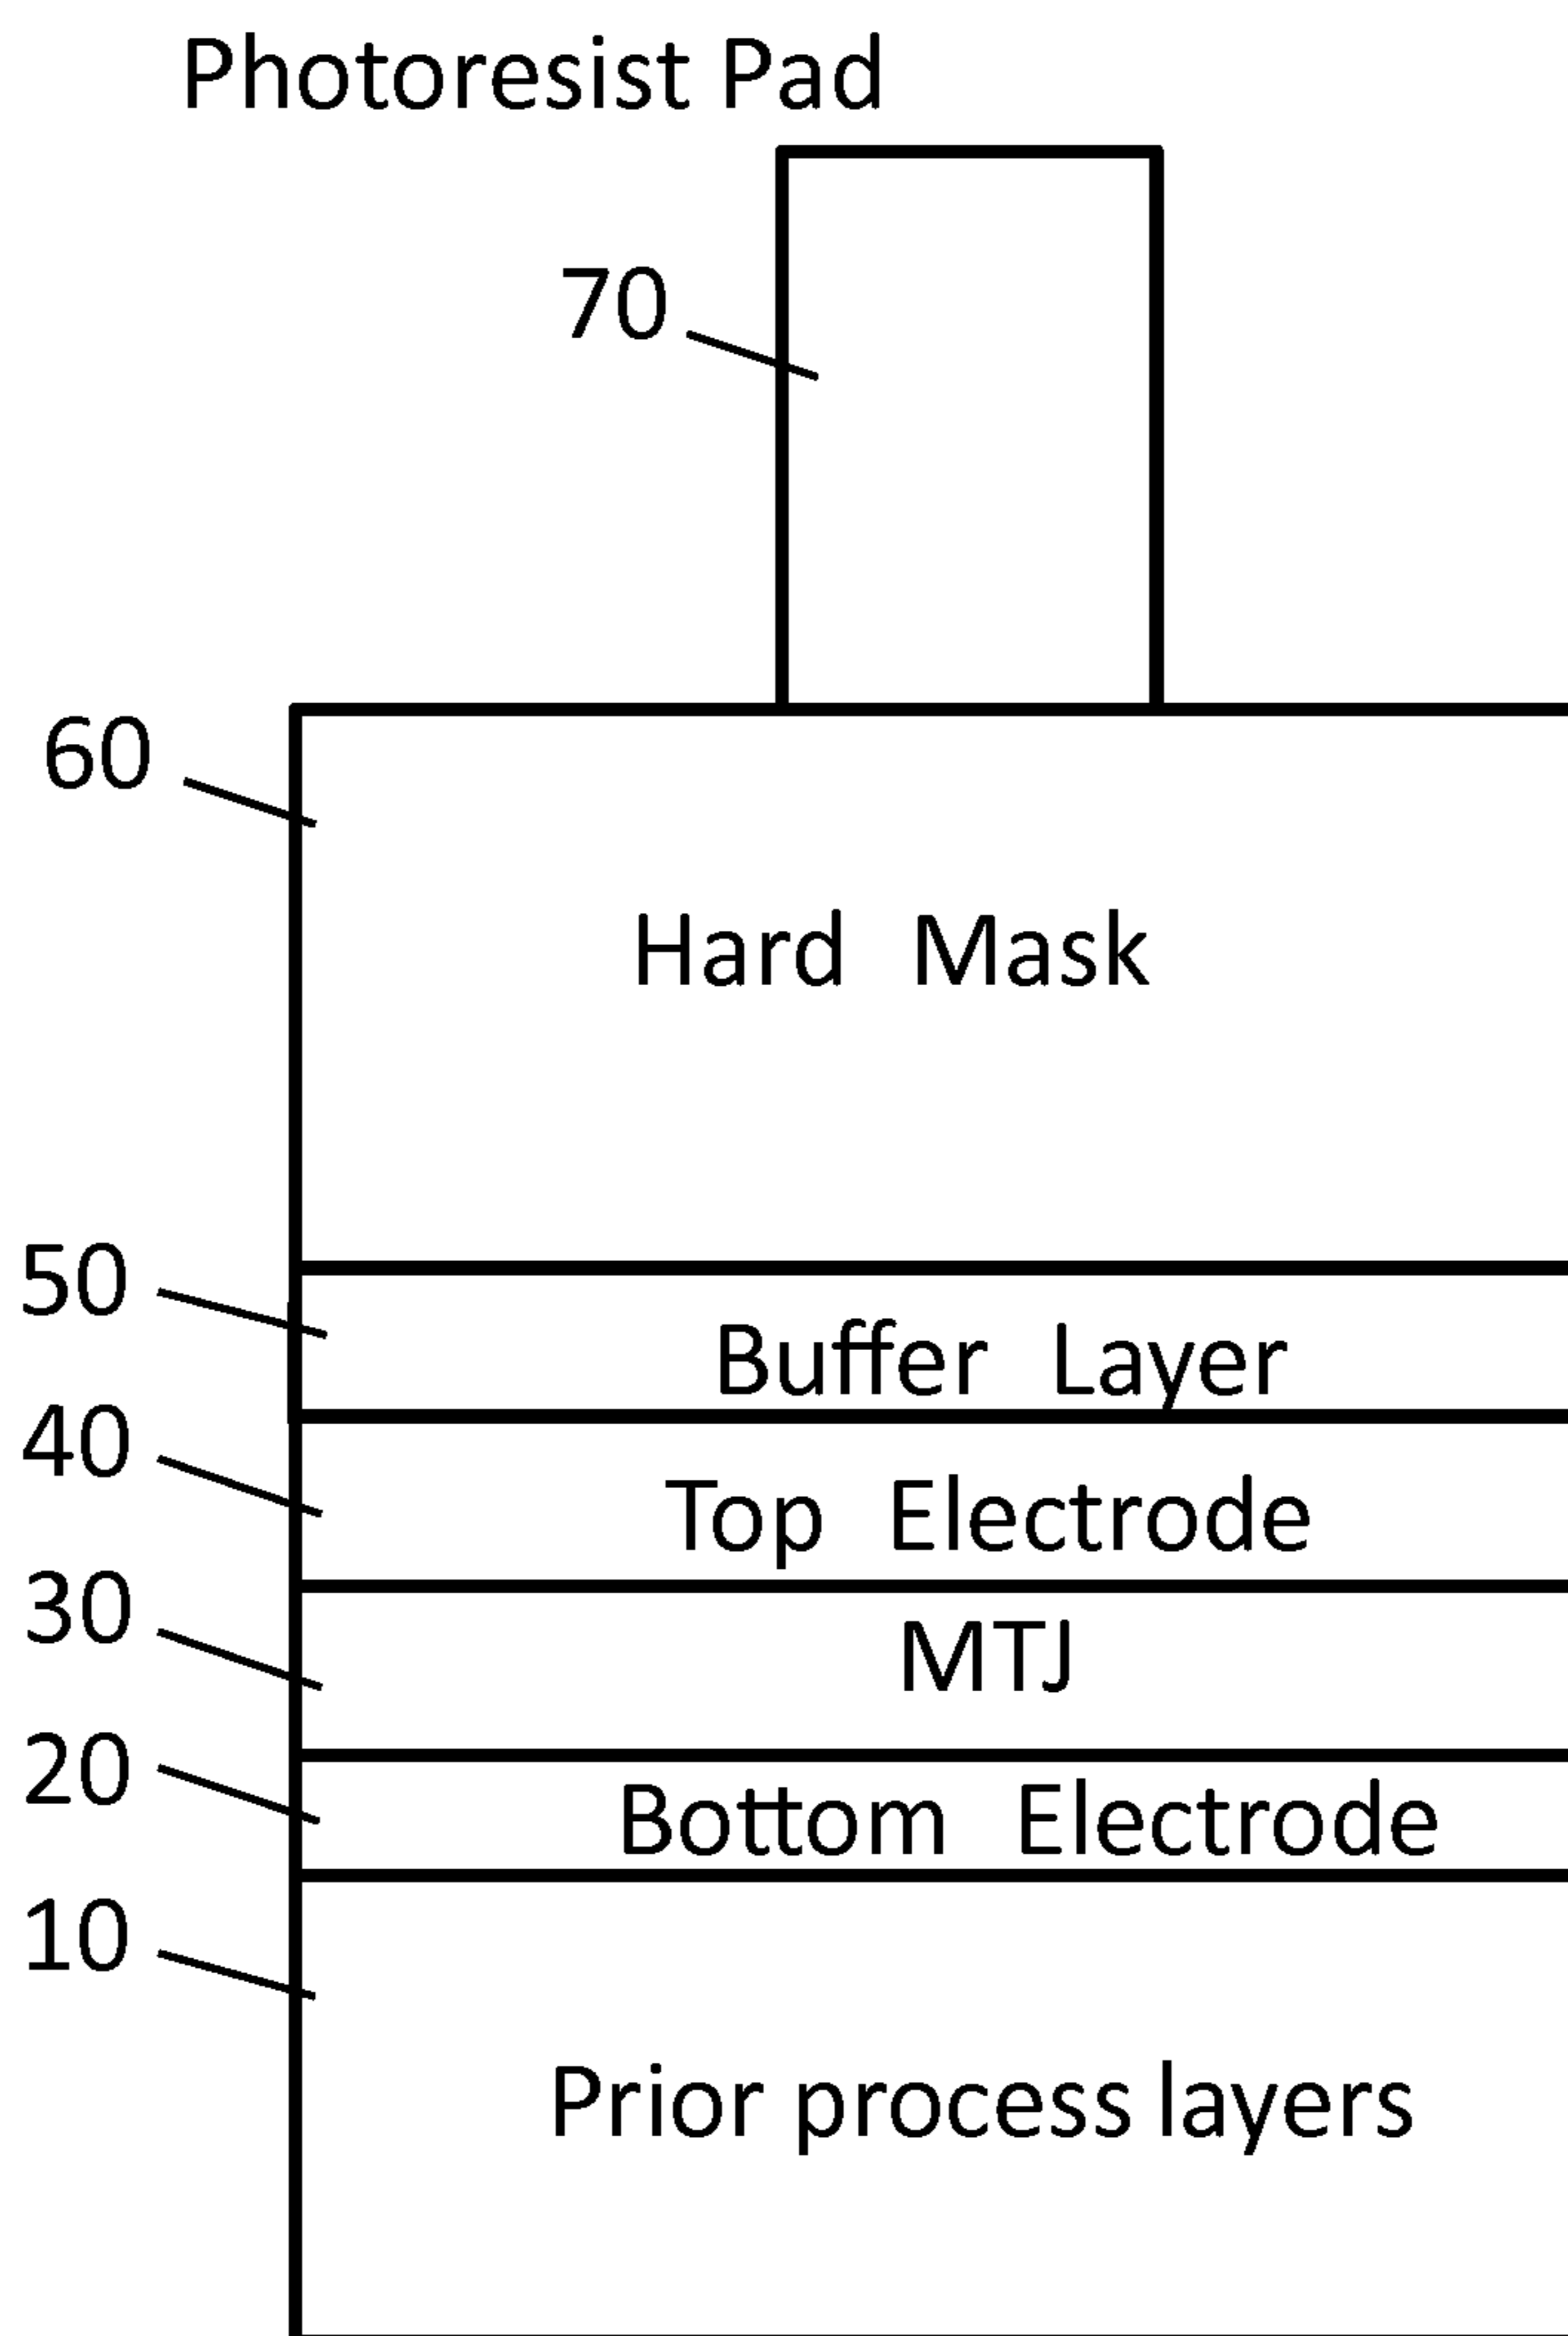 Photoresist Pad
70
60
Hard Mask
50
Buffer Layer
40
Top Electrode
30
MTJ
20
Bottom Electrode
10
Prior process layers